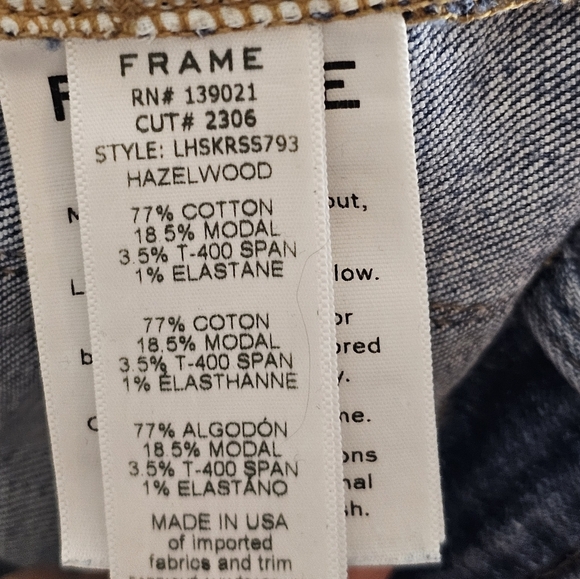 FRAME
RN# 139021
CUT# 2306
STYLE: LHSKRSS793
HAZELWOOD
77% COTTON
18.5% MODAL
3.5% T-400 SPAN
1% ELASTANE
77% COTON
18.5% MODAL
3.5% T-400 SPAN
1% ELASTHANNE
77% ALGODÓN
18.5% MODAL
3.5% T-400 SPAN
1% ELASTANO
MADE IN USA
of imported
fabrics and trim